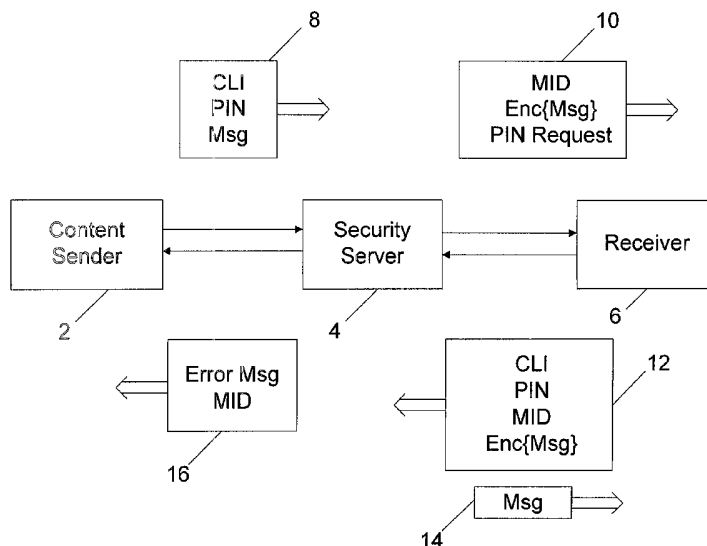 8
CLI
PIN
Msg
10
MID
Enc{Msg}
PIN Request
Content
Sender
2
Security
Server
4
Receiver
6
Error Msg
MID
16
CLI
PIN
MID
Enc{Msg}
12
Msg
14